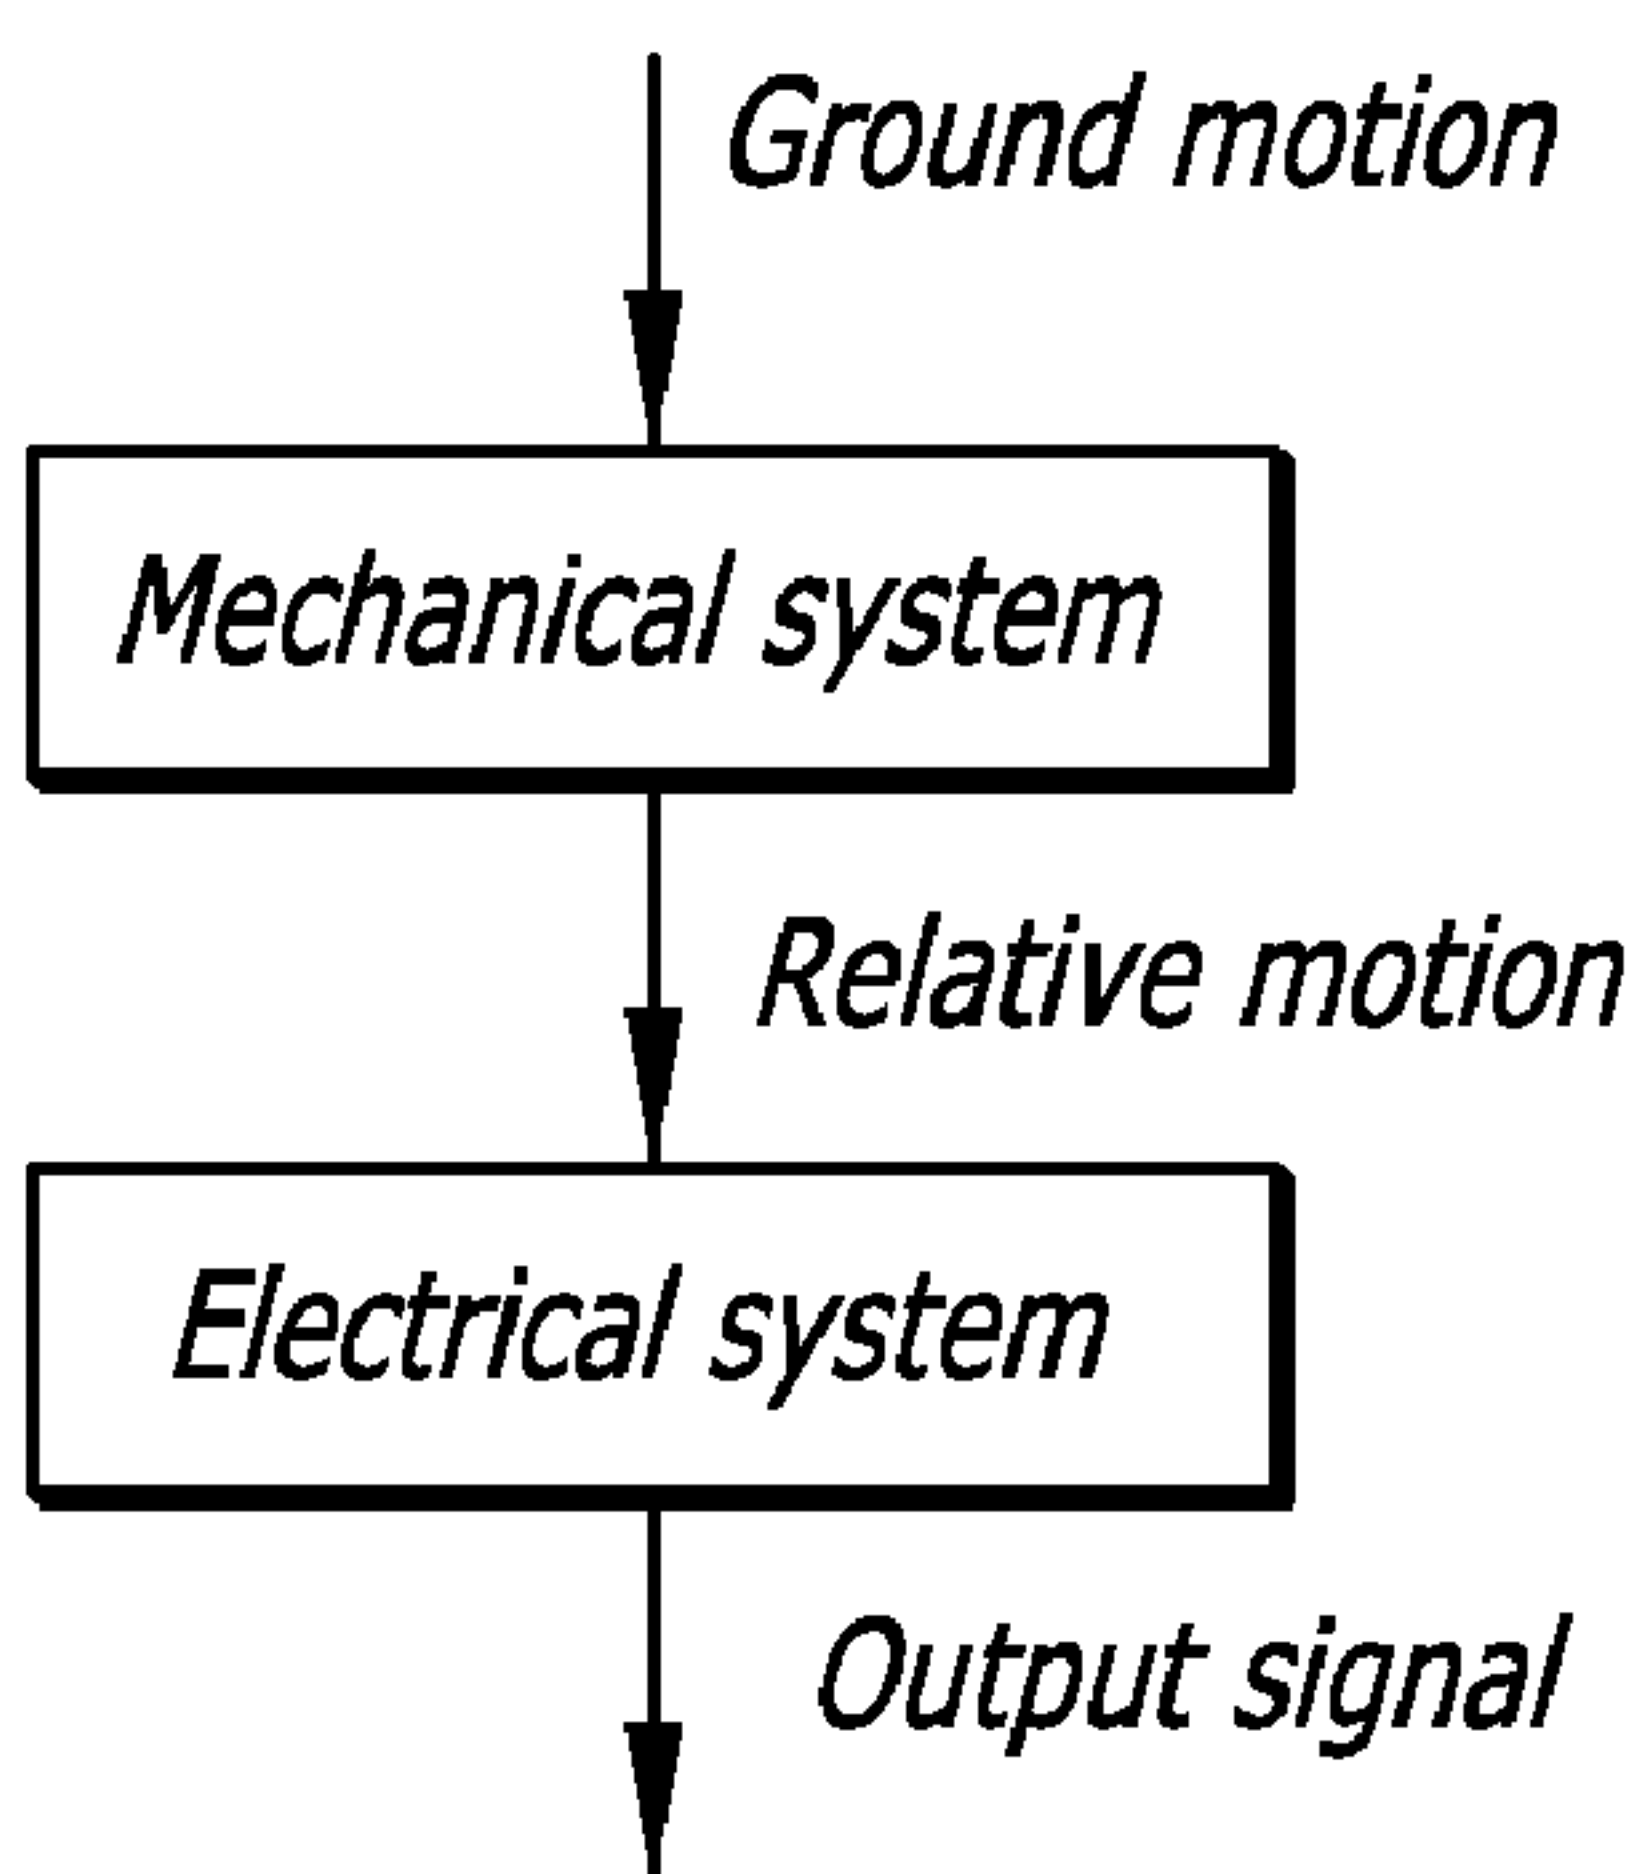 Ground motion
Mechanical system
Relative motion
Electrical system
Output signal